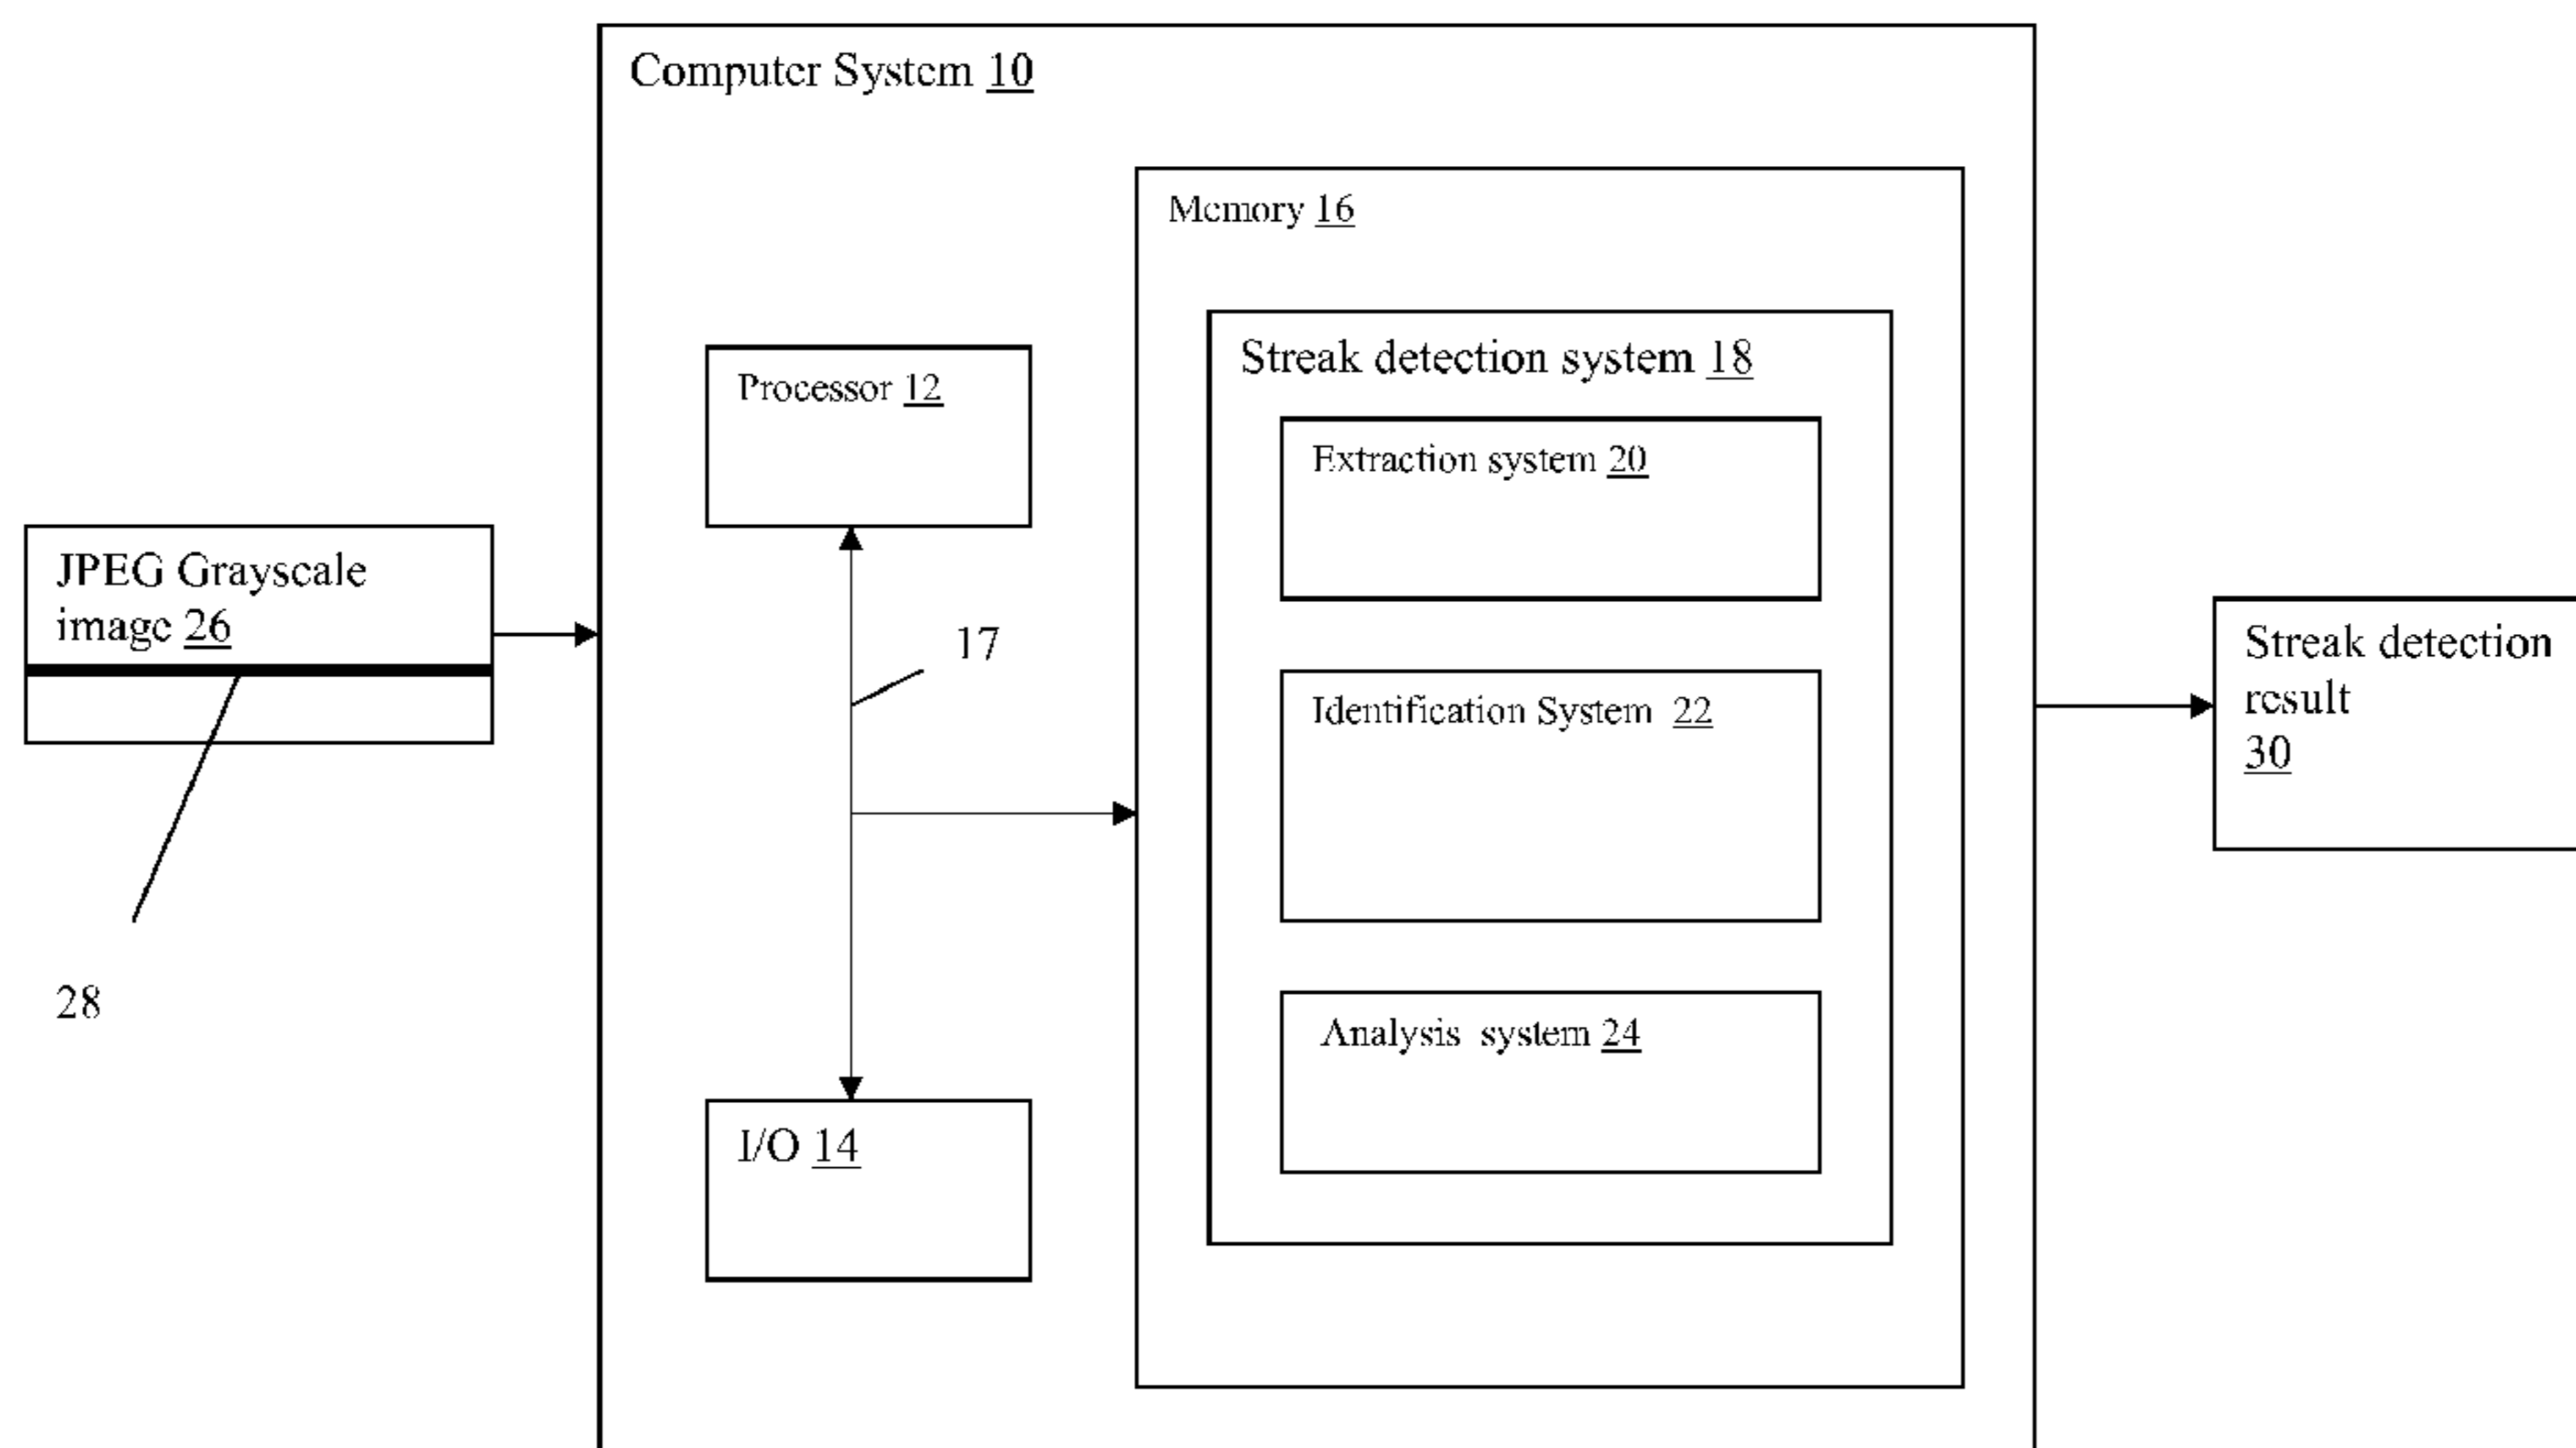 Computer System 10
Memory 16
Streak detection system 18
Processor 12
Extraction system 20
JPEG Grayscale
image 26
17
Streak detection
result
30
Identification System 22
28
Analysis system 24
I/O 14